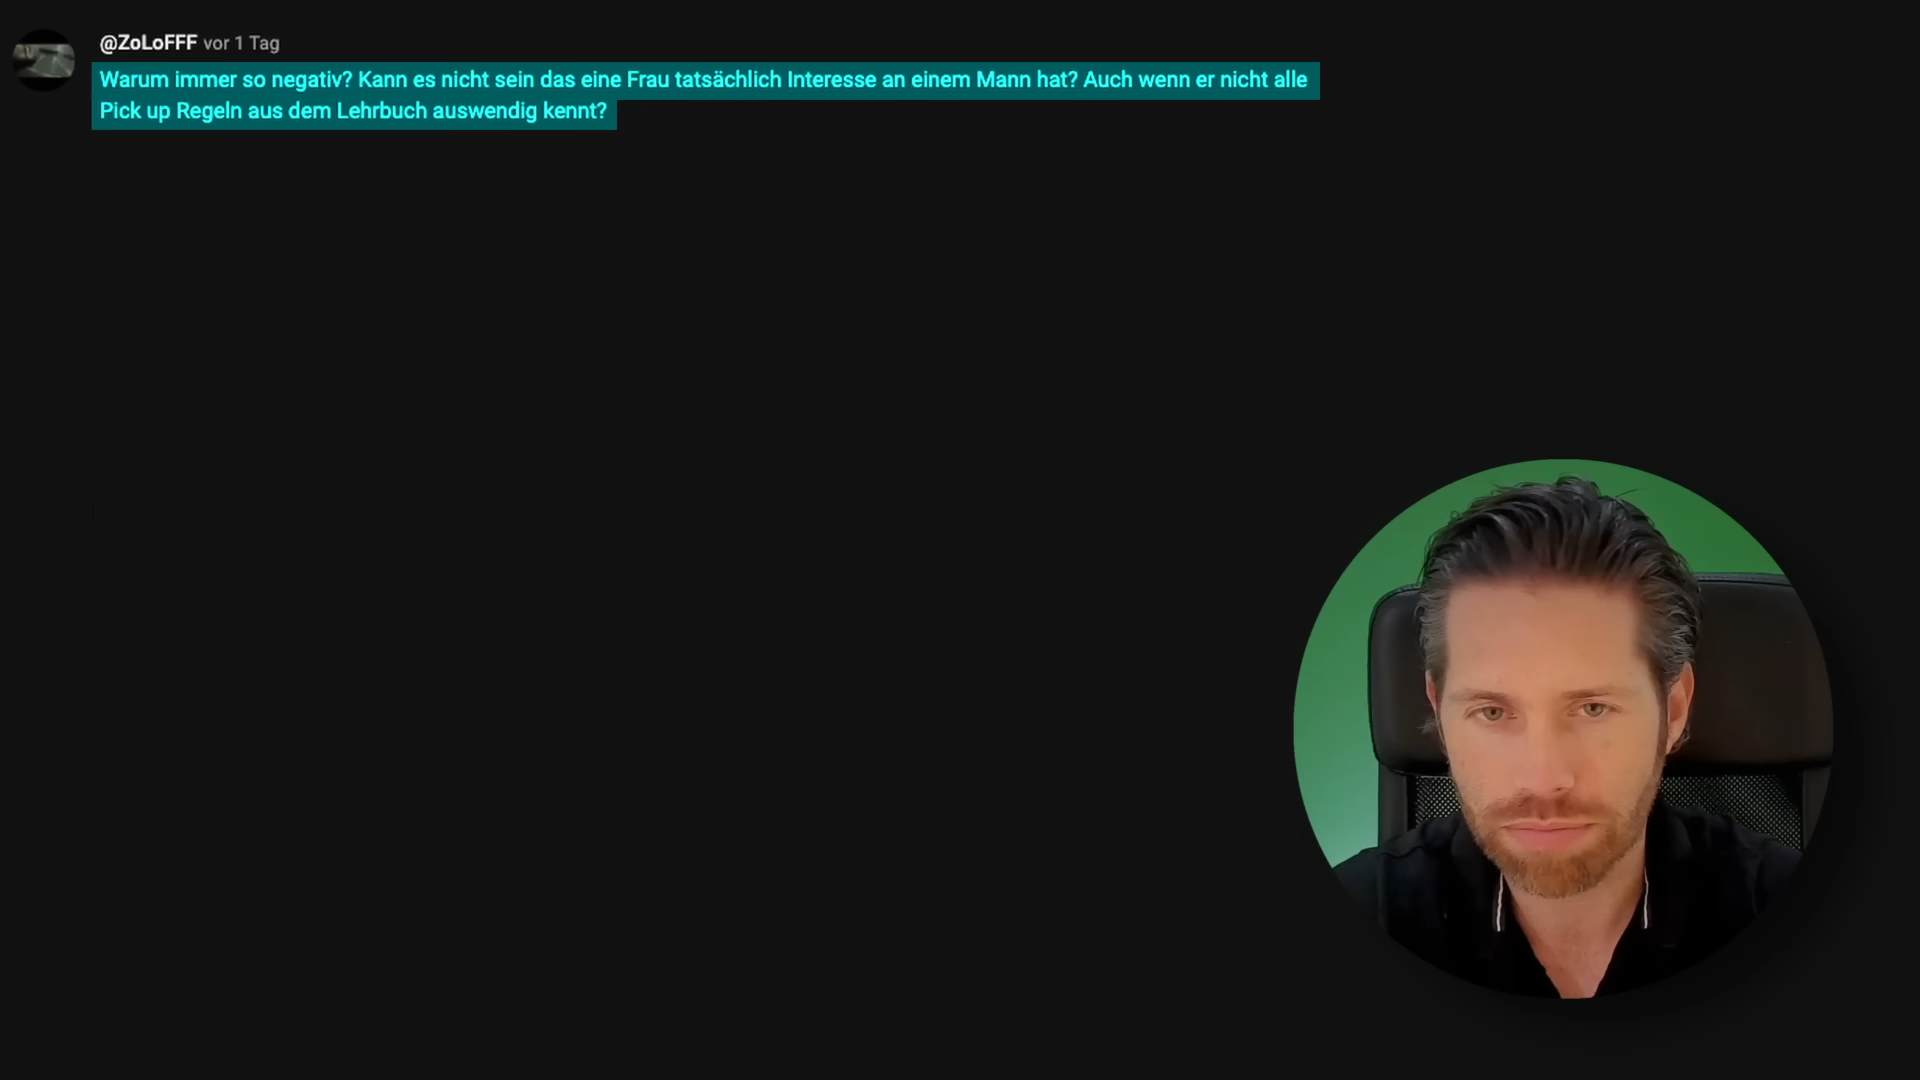 @ZoLoFFF vor 1 Tag
Warum immer so negativ? Kann es nicht sein das eine Frau tatsächlich Interesse an einem Mann hat? Auch wenn er nicht alle
Pick up Regeln aus dem Lehrbuch auswendig kennt?